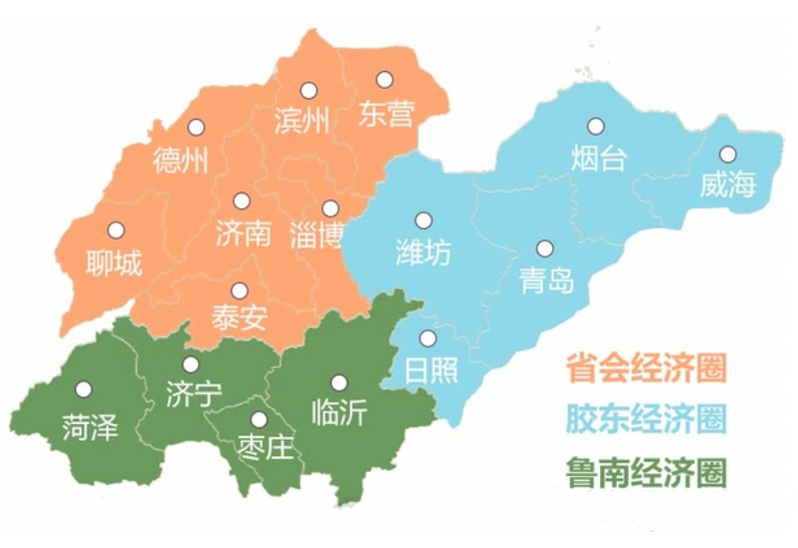 滨州
东营
德州
烟台
威海
济南
淄博
聊城
潍坊
青岛
泰安
日照
济宁
临沂
菏泽
枣庄
省会经济圈
胶东经济圈
鲁南经济圈